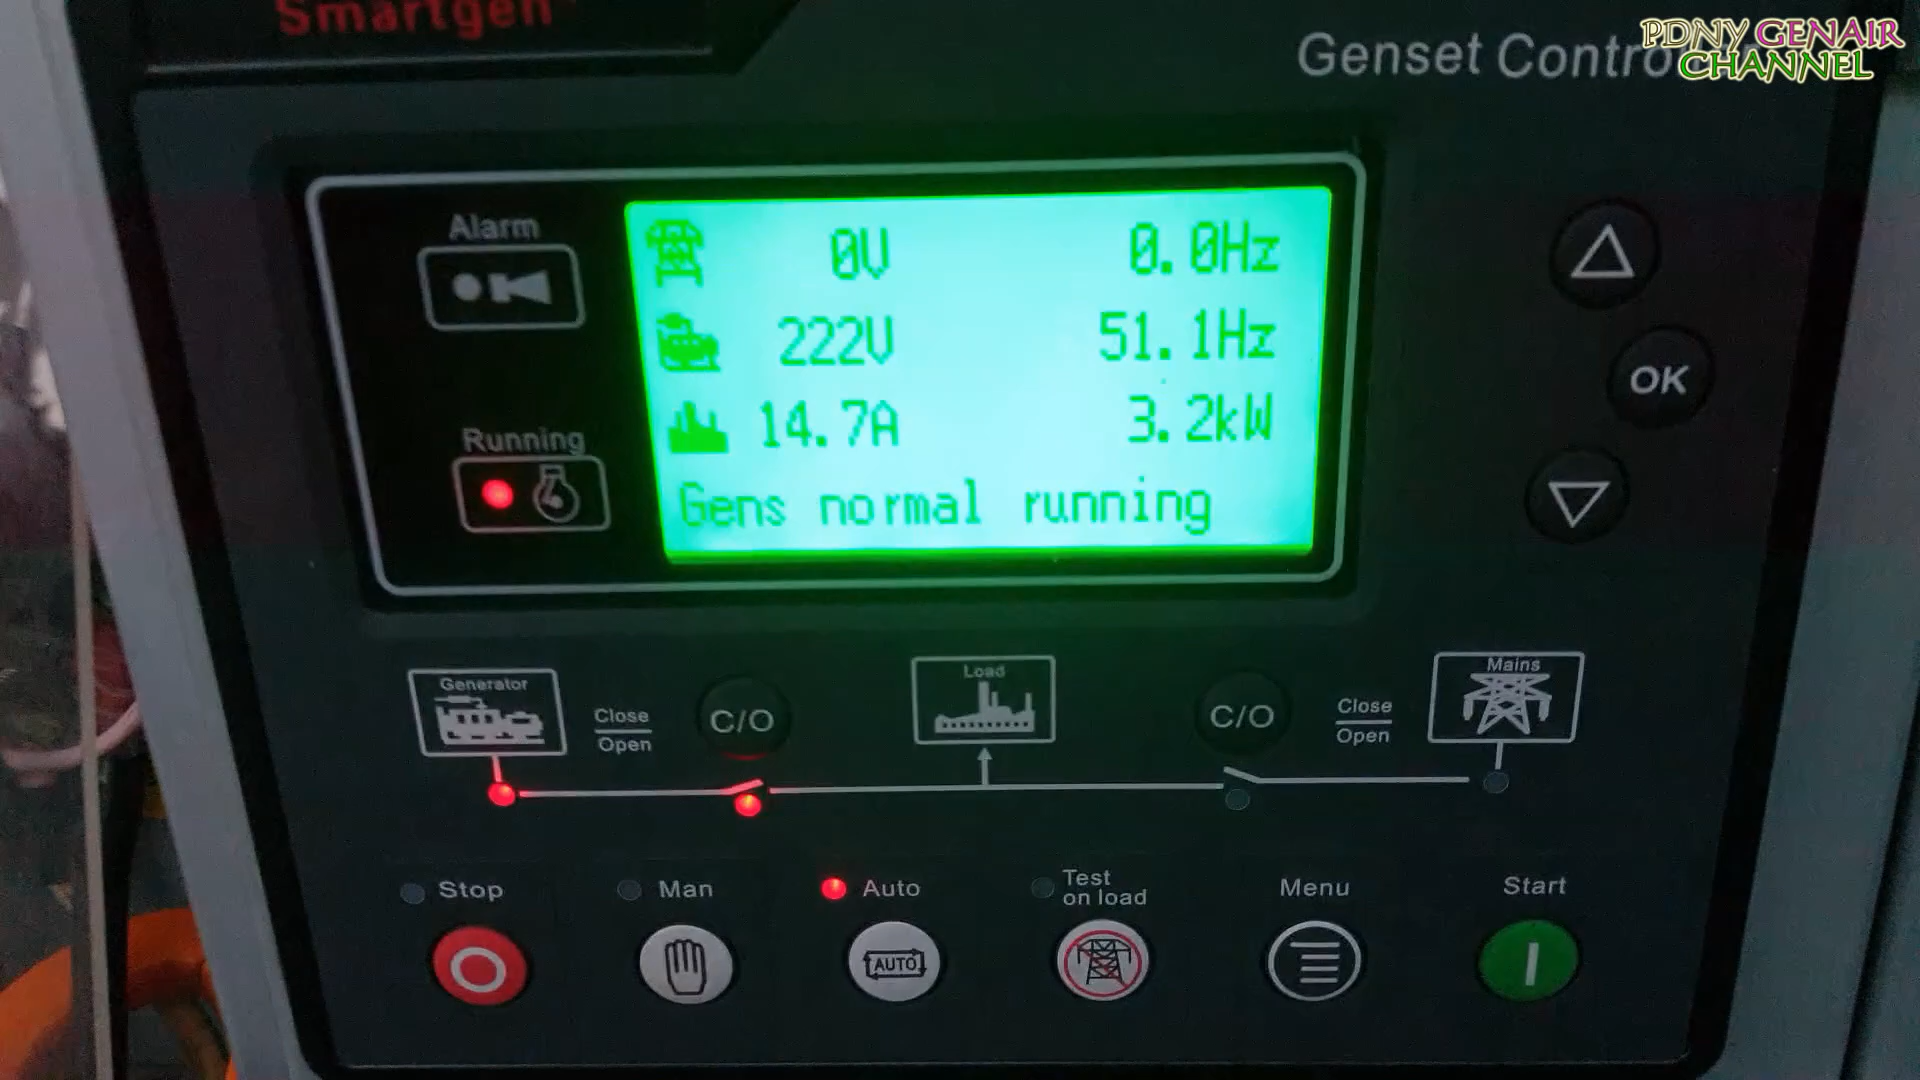 Smartgen
Genset Contro
PDNY GENAIR
CHANNEL
Alarm
0V 0.0Hz
222V 51.1Hz
14.7A 3.2kW
Gens normal running
Running
OK
Generator
Close
Open
C/O
Load
C/O
Close
Open
Mains
Stop
Man
Auto
Test
on load
Menu
Start
AUTO